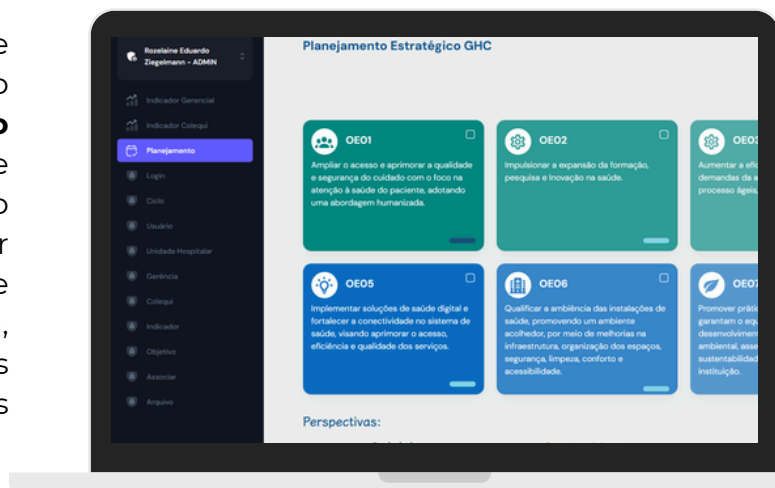 e
o
o
e
o
r
e
,
s
s
Rozelaine Eduardo
Ziegelmann - ADMIN
Indicador Gerencial
Indicador Colequi
Planejamento
Login
Ciclo
Usuário
Unidade Hospitalar
Gerência
Colequi
Indicador
Objetivo
Associar
Arquivo
Planejamento Estratégico GHC
OE01
Ampliar o acesso e aprimorar a qualidade
e segurança do cuidado com o foco na
atenção à saúde do paciente, adotando
uma abordagem humanizada.
OE02
Impulsionar a expansão da formação,
pesquisa e Inovação na saúde.
OE03
Aumentar a efic
demandas da a
processo ágeis,
OE05
Implementar soluções de saúde digital e
fortalecer a conectividade no sistema de
saúde, visando aprimorar o acesso,
eficiência e qualidade dos serviços.
OE06
Qualificar a ambiência das instalações de
saúde, promovendo um ambiente
acolhedor, por meio de melhorias na
infraestrutura, organização dos espaços,
segurança, limpeza, conforto e
acessibilidade.
OE07
Promover prátic
garantam o equ
desenvolviment
ambiental, asse
sustentabilidad
instituição.
Perspectivas: